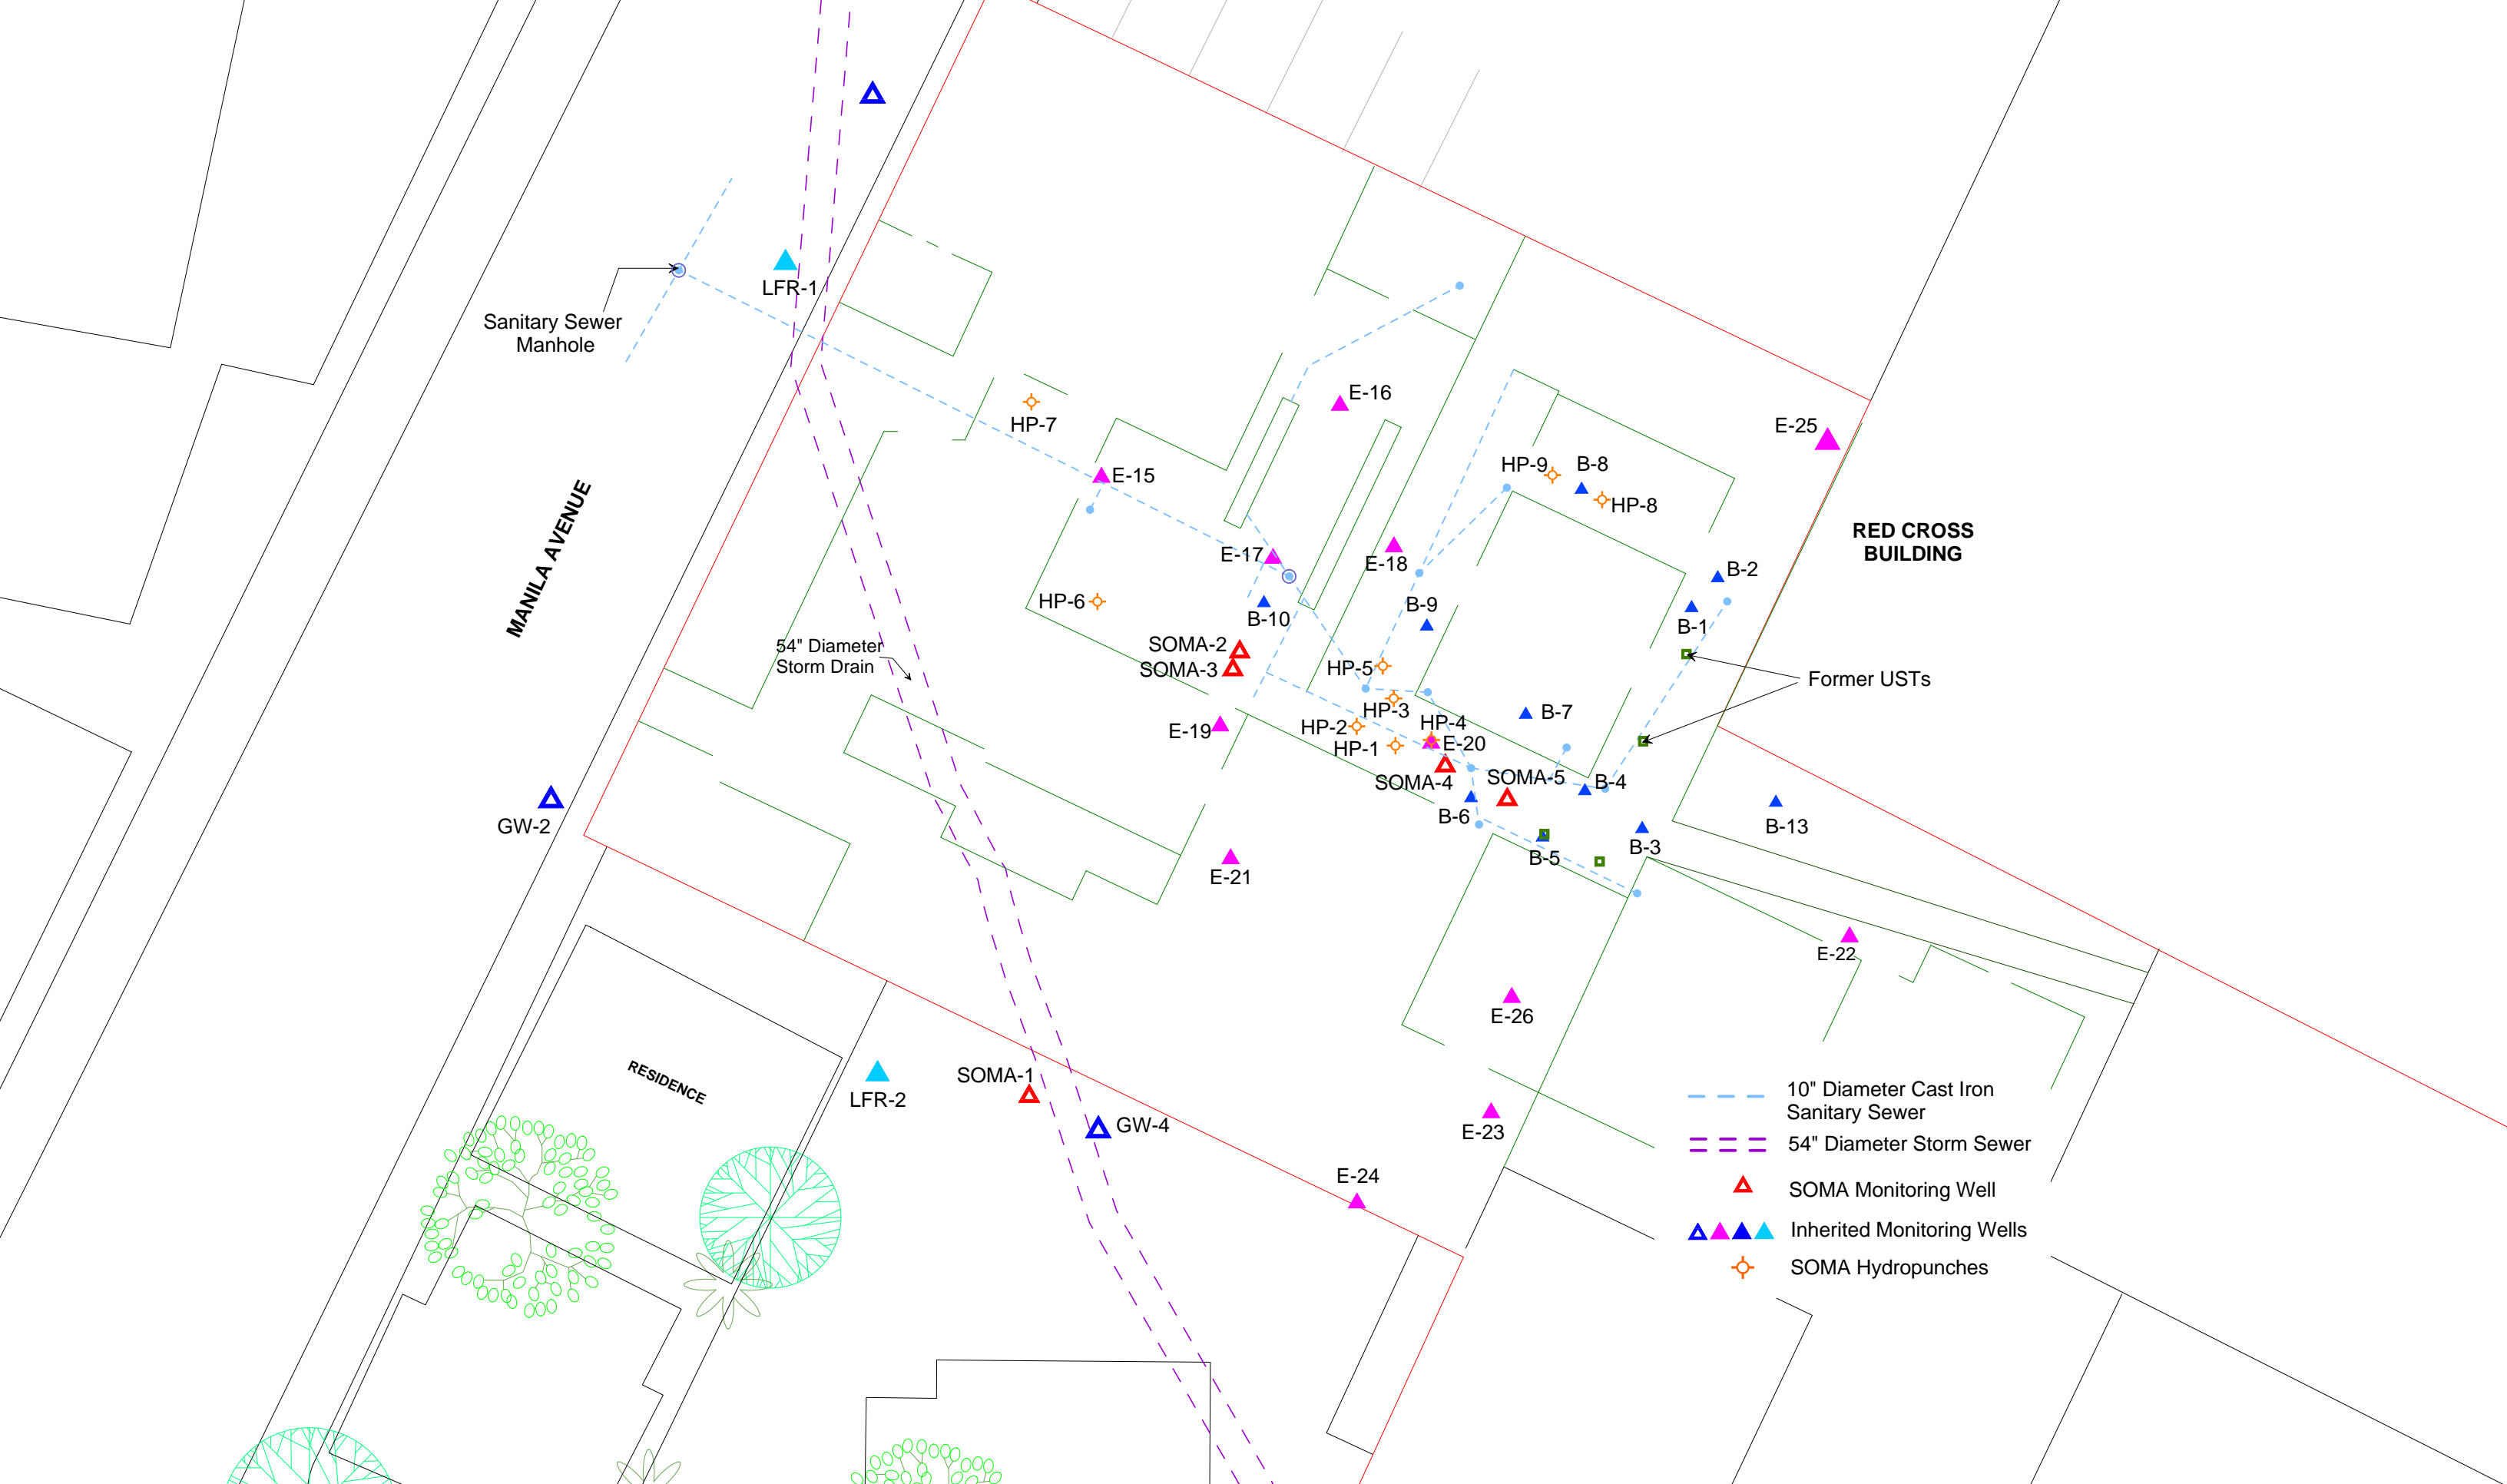 LFR-1
Sanitary Sewer
Manhole
E-16
HP-7
E-25
E-15
HP-9
B-8
HP-8
MANILA AVENUE
RED CROSS
BUILDING
E-17
E-18
B-2
HP-6
B-9
B-10
B-1
54" Diameter
Storm Drain
SOMA-2
SOMA-3
HP-5
Former USTs
HP-3
B-7
E-19
HP-2
HP-4
HP-1
E-20
SOMA-4
SOMA-5
B-4
GW-2
B-6
B-13
B-5
B-3
E-21
E-22
E-26
RESIDENCE
SOMA-1
LFR-2
GW-4
E-23
E-24
10" Diameter Cast Iron
Sanitary Sewer
54" Diameter Storm Sewer
SOMA Monitoring Well
Inherited Monitoring Wells
SOMA Hydropunches